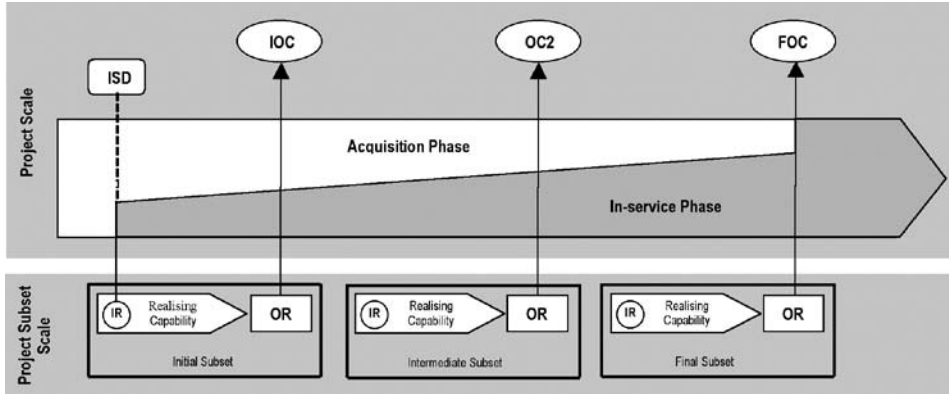 Project Scale
IOC
OC2
FOC
ISD
Acquisition Phase
In-service Phase
Project Subset
Scale
IR
Realising
Capability
OR
Initial Subset
IR
Realising
Capability
OR
Intermediate Subset
IR
Realising
Capability
OR
Final Subset